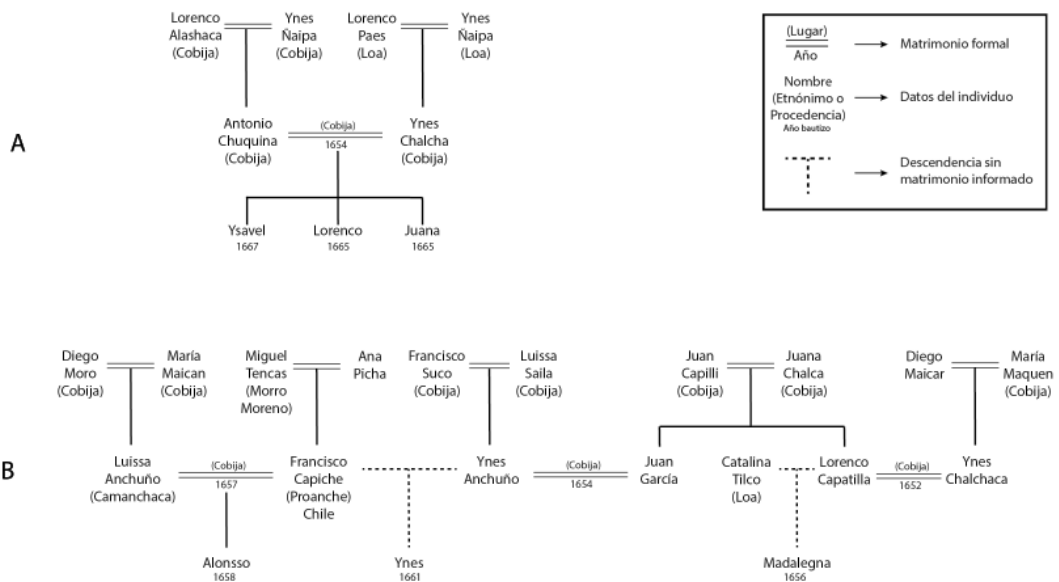 Lorenco
Alashaca
(Cobija)
Ynes
Ñaipa
(Cobija)
Lorenco
Paes
(Loa)
Ynes
Ñaipa
(Loa)
(Lugar)
Año
Matrimonio formal
Nombre
(Etnónimo o
Procedencia)
Año bautizo
Datos del individuo
Descendencia sin
matrimonio informado
A
Antonio
Chuquina
(Cobija)
(Cobija)
1654
Ynes
Chalcha
(Cobija)
Ysavel
1667
Lorenco
1665
Juana
1665
Diego
Moro
(Cobija)
María
Maican
(Cobija)
Miguel
Tencas
(Morro
Moreno)
Ana
Picha
Francisco
Suco
(Cobija)
Luissa
Saila
(Cobija)
Juan
Capilli
(Cobija)
Juana
Chalca
(Cobija)
Diego
Maicar
María
Maquen
(Cobija)
B
Luissa
Anchuño
(Camanchaca)
(Cobija)
1657
Francisco
Capiche
(Proanche)
Chile
Ynes
Anchuño
(Cobija)
1654
Juan
García
Catalina
Tilco
(Loa)
Lorenco
Capatilla
(Cobija)
1652
Ynes
Chalchaca
Alonsso
1658
Ynes
1661
Madalegna
1656